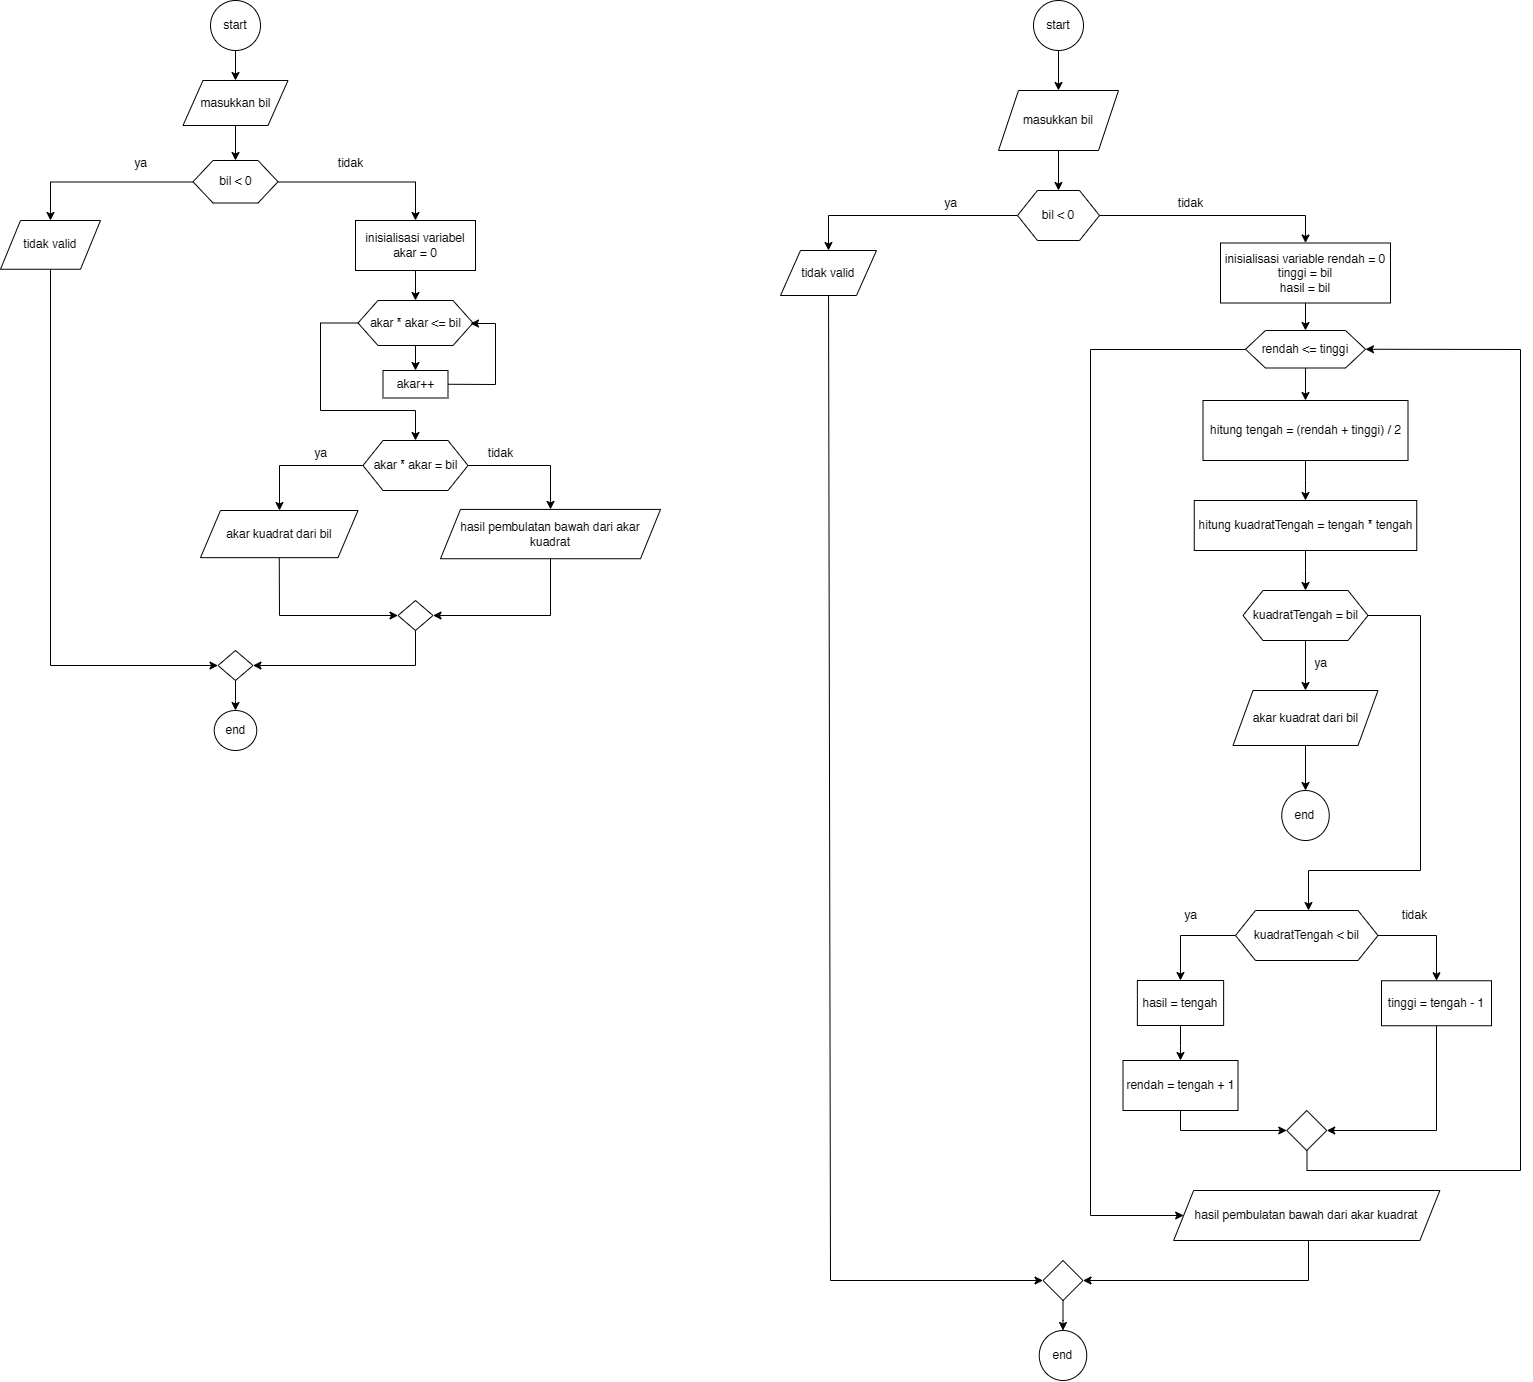 start
masukkan bil
ya
tidak
bil < 0
tidak valid
inisialisasi variabel
akar = 0
akar * akar <= bil
akar++
ya
tidak
akar * akar = bil
akar kuadrat dari bil
hasil pembulatan bawah dari akar
kuadrat
end
start
masukkan bil
ya
tidak
bil < 0
tidak valid
inisialisasi variable rendah = 0
tinggi = bil
hasil = bil
rendah <= tinggi
hitung tengah = (rendah + tinggi) / 2
hitung kuadratTengah = tengah * tengah
kuadratTengah = bil
ya
akar kuadrat dari bil
end
ya
tidak
kuadratTengah < bil
hasil = tengah
tinggi = tengah - 1
rendah = tengah + 1
hasil pembulatan bawah dari akar kuadrat
end